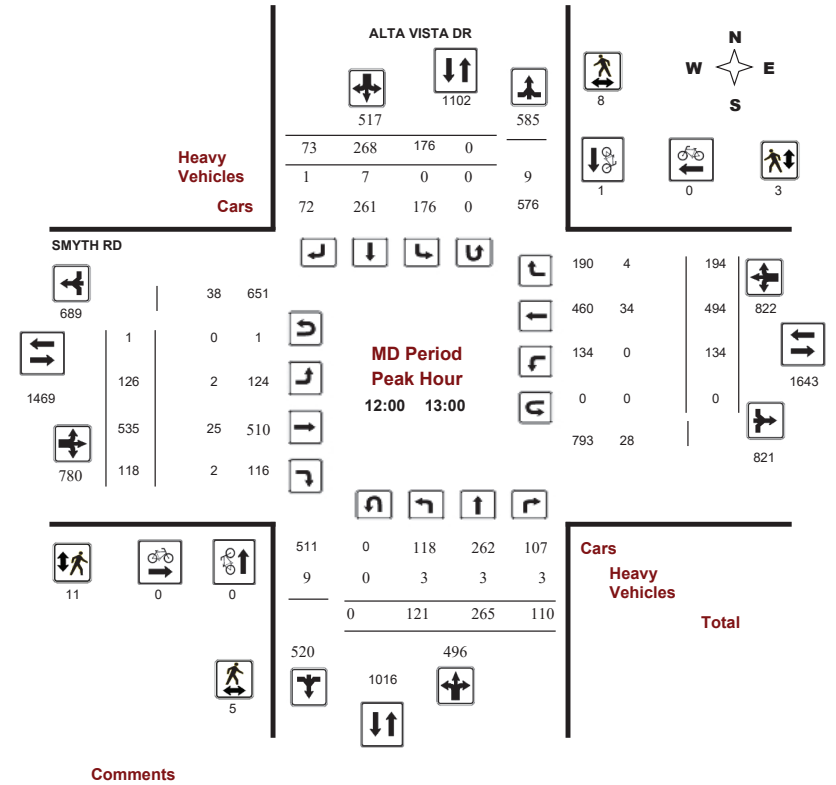 ALTA VISTA DR
N
W E
S
1102
8
517 585
73 268 176 0
Heavy
Vehicles
1 7 0 0 9
1 0 3
Cars
72 261 176 0 576
SMYTH RD
190 4 194
689
38 651
460 34 494 822
1 0 1
MD Period
Peak Hour
12:00 13:00
134 0 134
1643
1469
126 2 124
0 0 0
535 25 510
793 28
821
780
118 2 116
511 0 118 262 107
Cars
9 0 3 3 3
Heavy
Vehicles
11 0 0
0 121 265 110
Total
520 496
1016
5
Comments